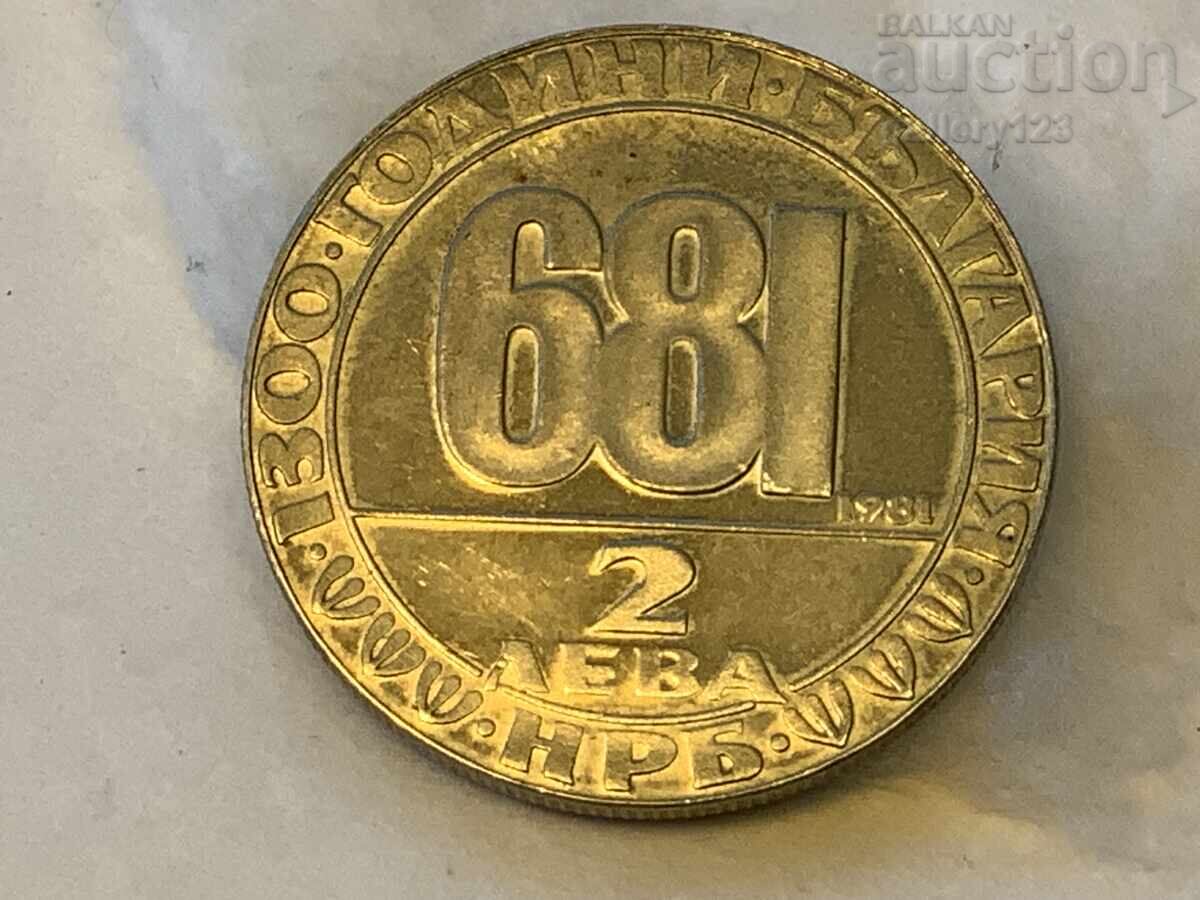 BALKAN
auction
gallery123
1300 · ГОДИНИ · БЪЛГАРИЯ
681
1981
2
ЛЕВА
· НРБ ·